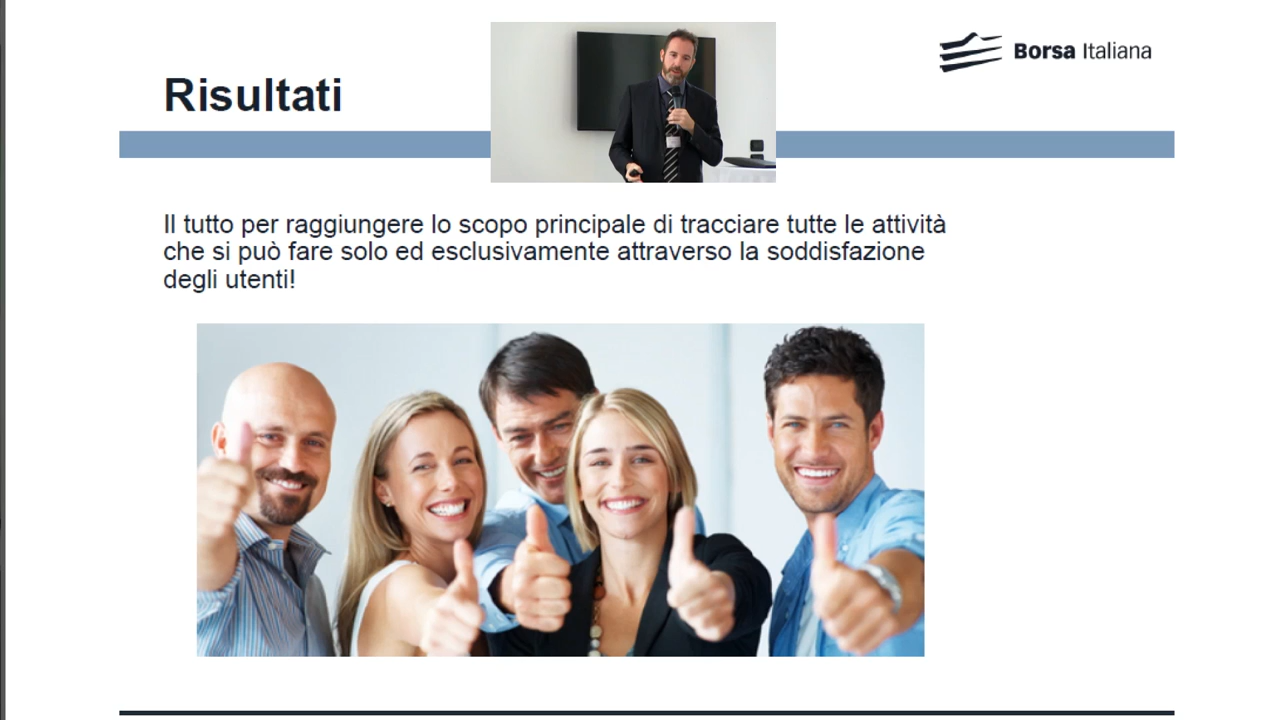 Borsa Italiana
Risultati
Il tutto per raggiungere lo scopo principale di tracciare tutte le attività
che si può fare solo ed esclusivamente attraverso la soddisfazione
degli utenti!